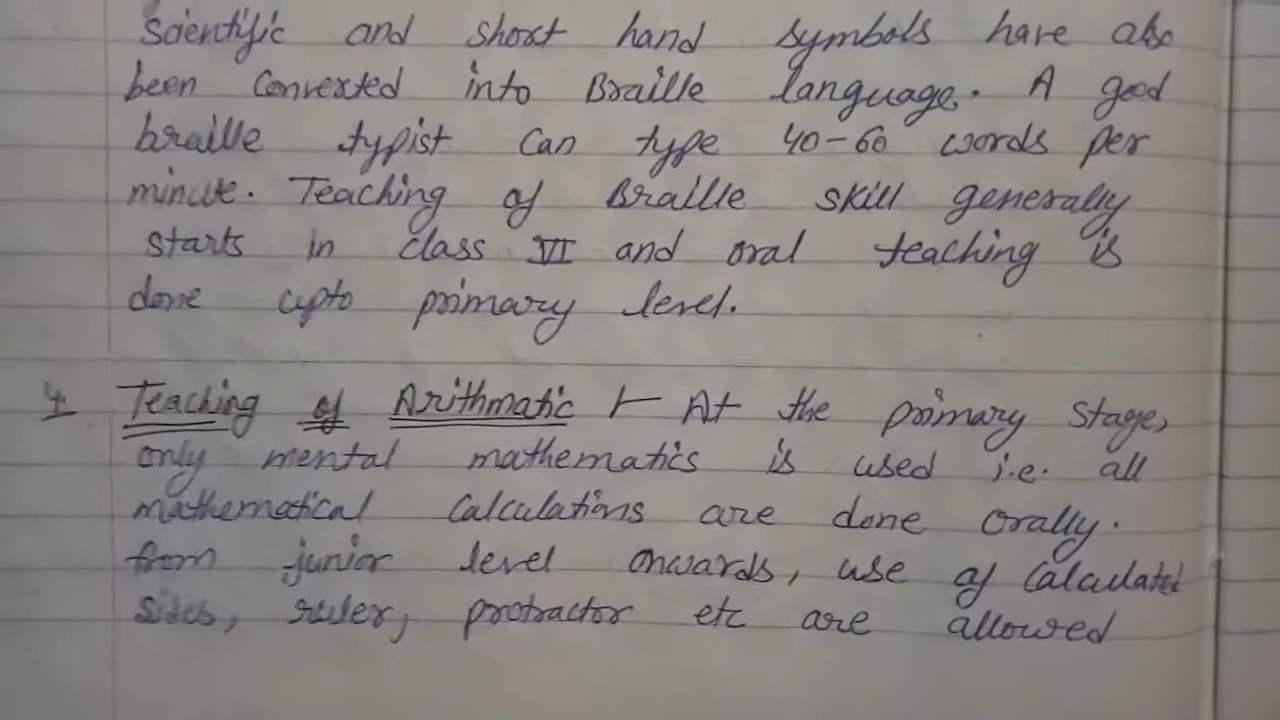 Scientific and short hand symbols have also
been Converted into Braille language. A good
braille typist can type 40-60 words per
minute. Teaching of Braille skill generally
starts in class VI and oral teaching is
done upto primary level.
4 Teaching of Arithmatic :- At the primary stage,
only mental mathematics is used i.e. all
mathematical Calculations are done orally.
from junior level onwards, use of Calculated
sides, ruler, protractor etc are allowed